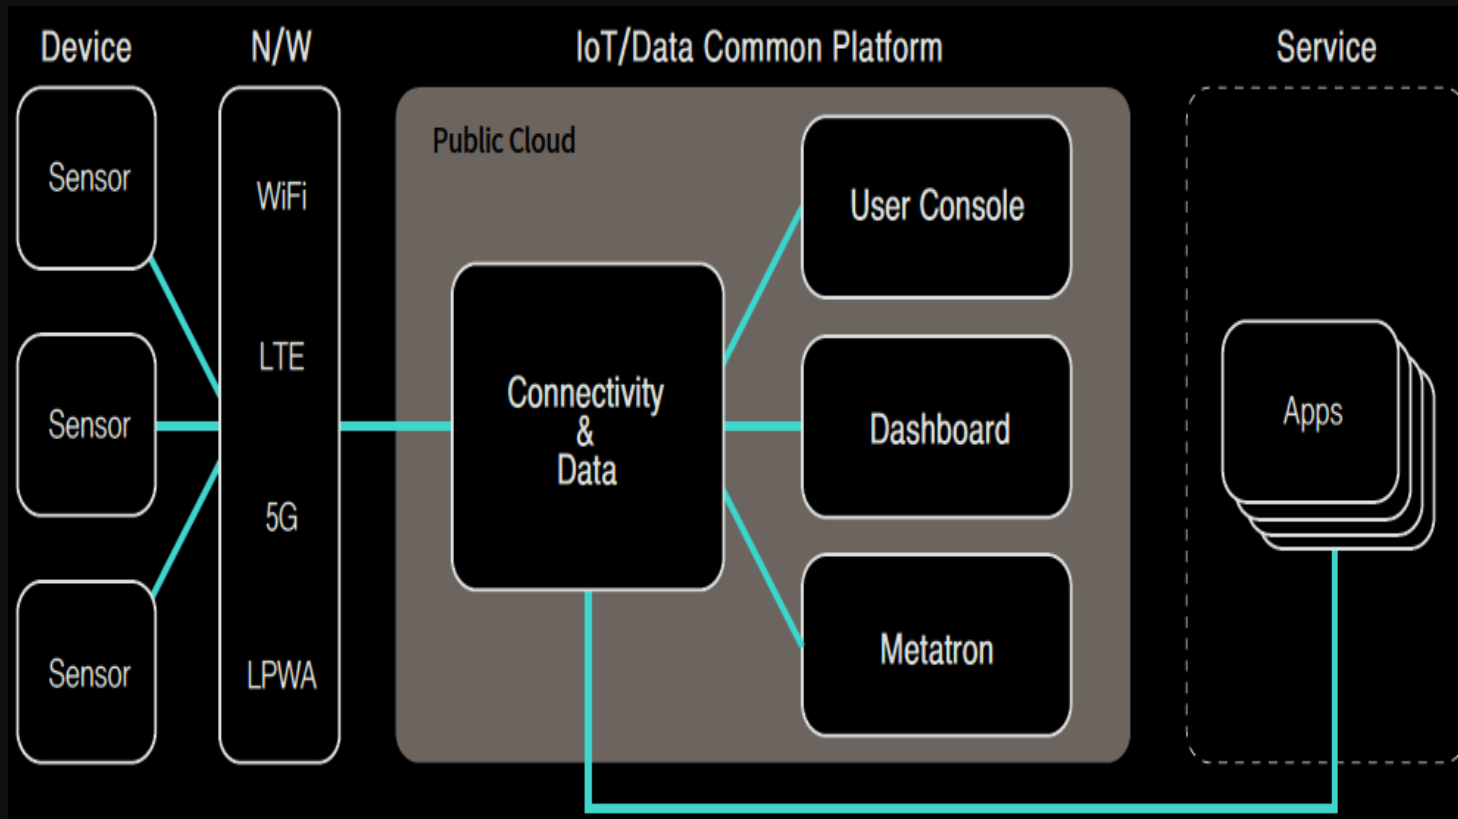 Device
N/W
IoT/Data Common Platform
Service
Sensor
Sensor
Sensor
WiFi
LTE
5G
LPWA
Public Cloud
Connectivity
&
Data
User Console
Dashboard
Metatron
Apps